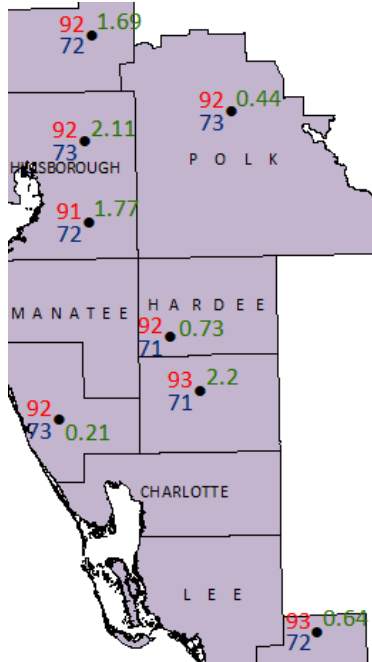 92 1.69
72
92 2.11
73
HILLSBOROUGH
91 1.77
72
92 0.44
73
P O L K
M A N A T E E
H A R D E E
92 0.73
71
93 2.2
71
92
73 0.21
CHARLOTTE
L E E
93 0.64
72